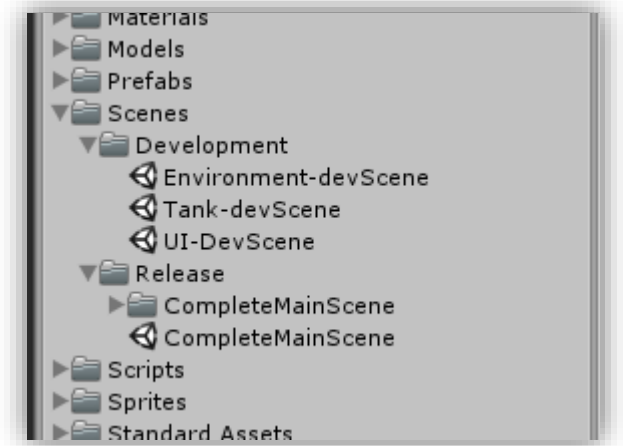 Materials
Models
Prefabs
Scenes
Development
Environment-devScene
Tank-devScene
UI-DevScene
Release
CompleteMainScene
CompleteMainScene
Scripts
Sprites
Standard Assets